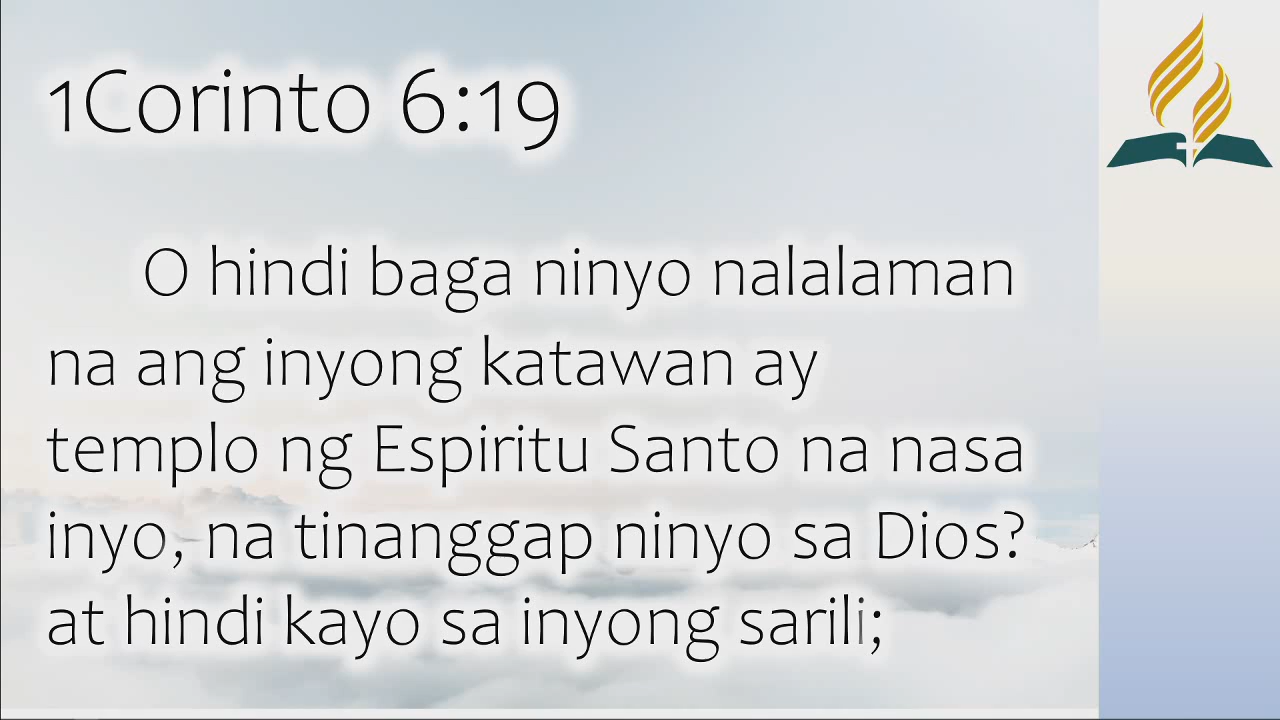 1Corinto 6:19
O hindi baga ninyo nalalaman
na ang inyong katawan ay
templo ng Espiritu Santo na nasa
inyo, na tinanggap ninyo sa Dios?
at hindi kayo sa inyong sarili;